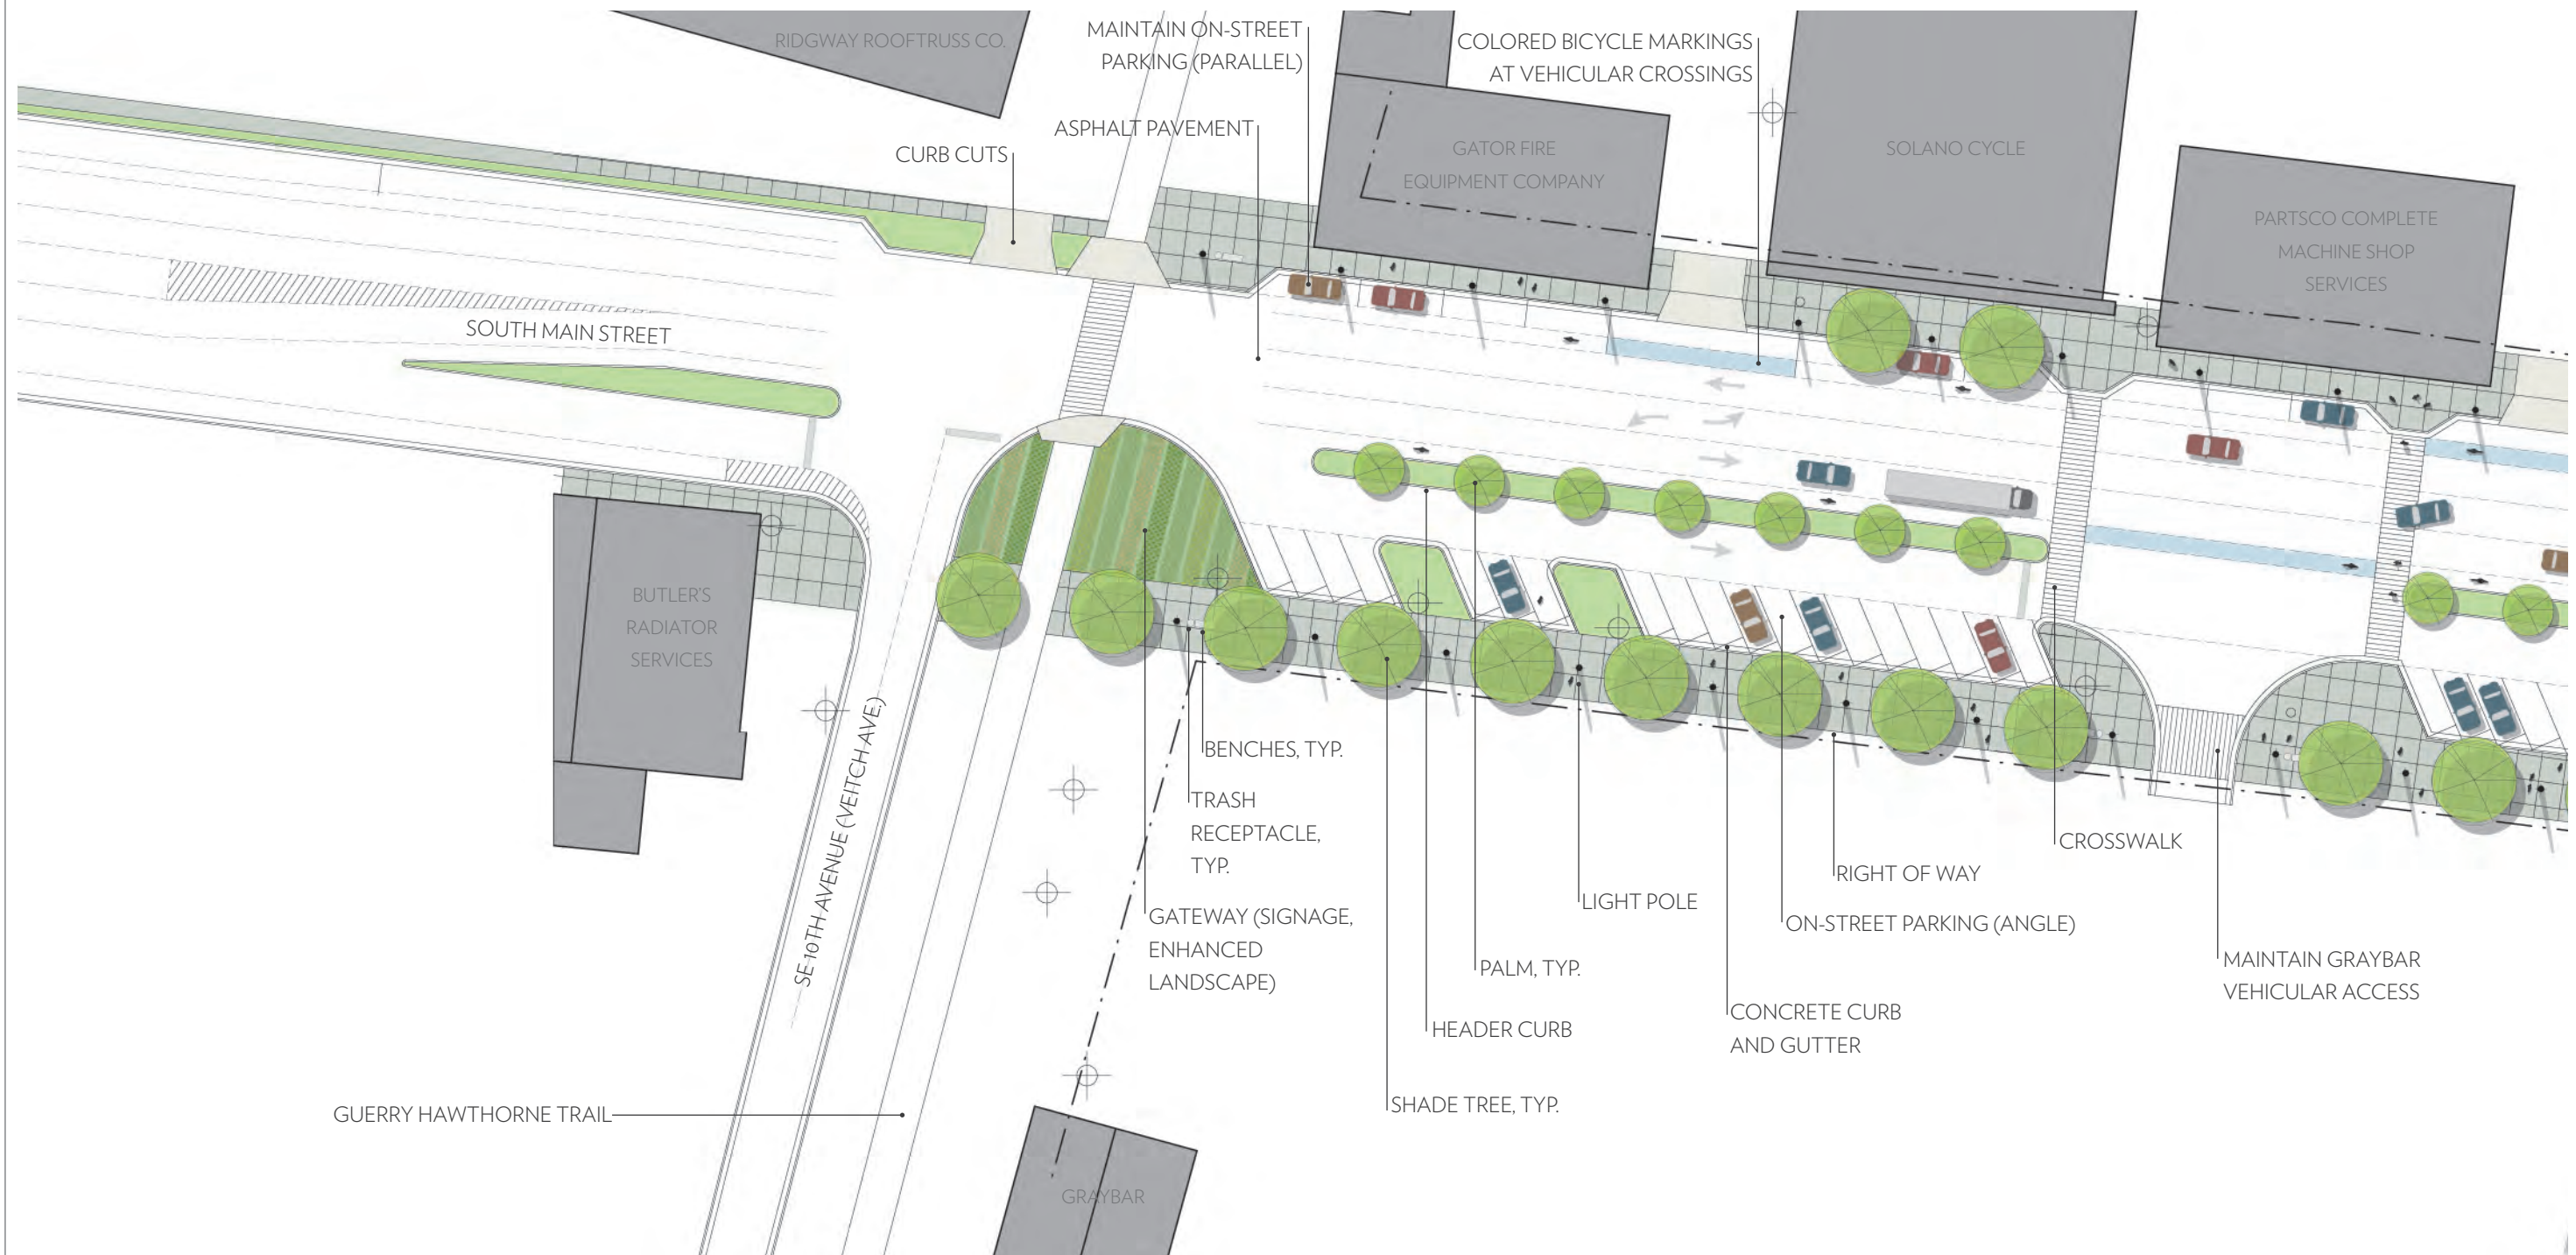 RIDGWAY ROOFTRUSS CO.
MAINTAIN ON-STREET
PARKING (PARALLEL)
COLORED BICYCLE MARKINGS
AT VEHICULAR CROSSINGS
ASPHALT PAVEMENT
CURB CUTS
GATOR FIRE
EQUIPMENT COMPANY
SOLANO CYCLE
PARTSCO COMPLETE
MACHINE SHOP
SERVICES
SOUTH MAIN STREET
BUTLER'S
RADIATOR
SERVICES
SE 10TH AVENUE (VEITCH AVE.)
BENCHES, TYP.
TRASH
RECEPTACLE,
TYP.
GATEWAY (SIGNAGE,
ENHANCED
LANDSCAPE)
CROSSWALK
RIGHT OF WAY
LIGHT POLE
ON-STREET PARKING (ANGLE)
PALM, TYP.
MAINTAIN GRAYBAR
VEHICULAR ACCESS
CONCRETE CURB
AND GUTTER
HEADER CURB
SHADE TREE, TYP.
GUERRY HAWTHORNE TRAIL
GRAYBAR